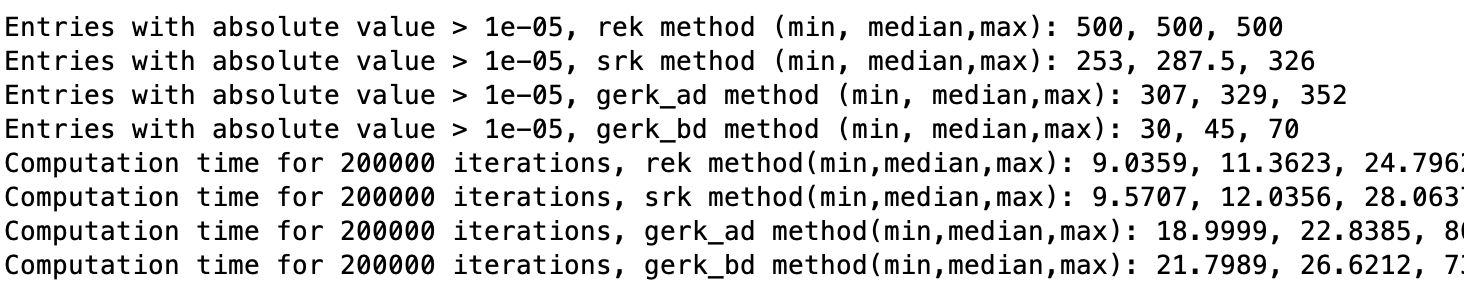 Entries with absolute value > 1e-05, rek method (min, median,max): 500, 500, 500
Entries with absolute value > 1e-05, srk method (min, median,max): 253, 287.5, 326
Entries with absolute value > 1e-05, gerk_ad method (min, median,max): 307, 329, 352
Entries with absolute value > 1e-05, gerk_bd method (min, median,max): 30, 45, 70
Computation time for 200000 iterations, rek method(min,median,max): 9.0359, 11.3623, 24.796
Computation time for 200000 iterations, srk method(min,median,max): 9.5707, 12.0356, 28.063
Computation time for 200000 iterations, gerk_ad method(min,median,max): 18.9999, 22.8385,
Computation time for 200000 iterations, gerk_bd method(min,median,max): 21.7989, 26.6212, 7